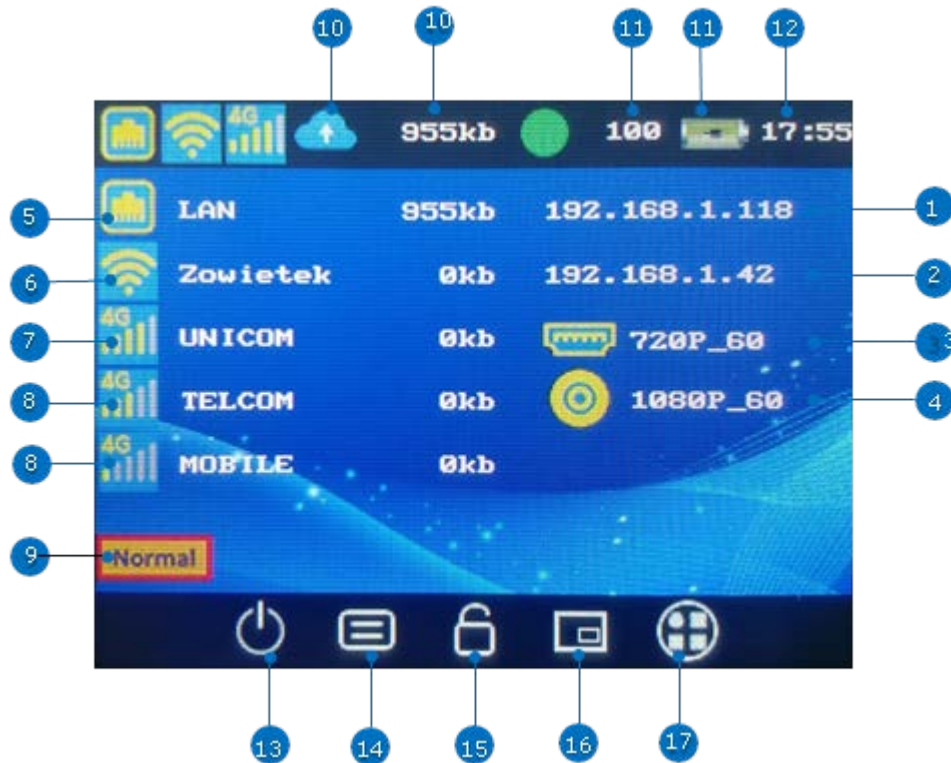 10 10 11 11 12
4G 955kb 100 17:55
5 LAN 955kb 192.168.1.118 1
6 Zowietek 0kb 192.168.1.42 2
7 4G UNICOM 0kb 720P_60 3
8 4G TELCOM 0kb 1080P_60 4
8 4G MOBILE 0kb
9 Normal
13 14 15 16 17